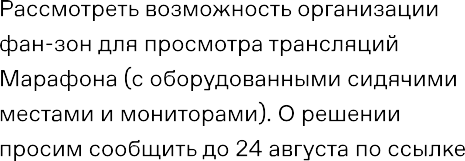 Рассмотреть возможность организации
фан-зон для просмотра трансляций
Марафона (с оборудованными сидячими
местами и мониторами). О решении
просим сообщить до 24 августа по ссылке